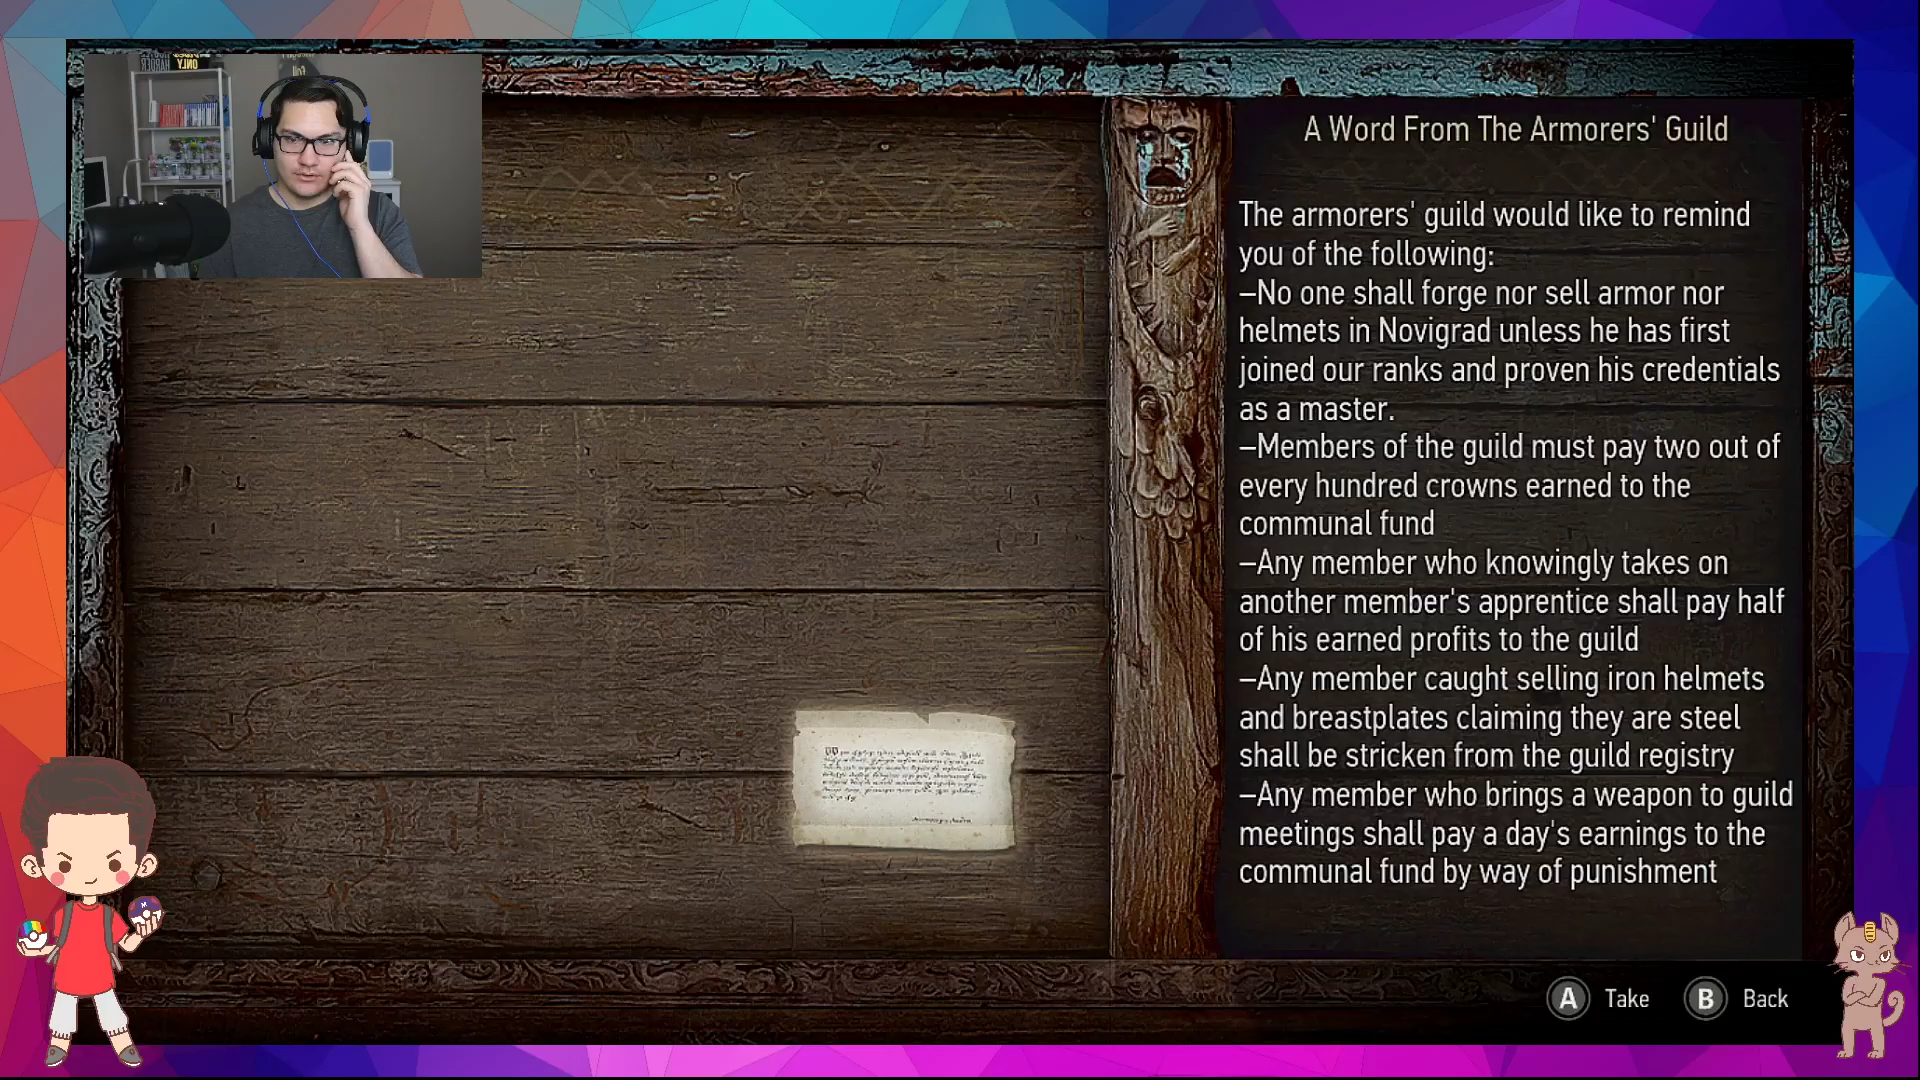 ONLY
HARDER
A Word From The Armorers' Guild
The armorers' guild would like to remind
you of the following:
–No one shall forge nor sell armor nor
helmets in Novigrad unless he has first
joined our ranks and proven his credentials
as a master.
–Members of the guild must pay two out of
every hundred crowns earned to the
communal fund
–Any member who knowingly takes on
another member's apprentice shall pay half
of his earned profits to the guild
–Any member caught selling iron helmets
and breastplates claiming they are steel
shall be stricken from the guild registry
–Any member who brings a weapon to guild
meetings shall pay a day's earnings to the
communal fund by way of punishment
M
A Take B Back